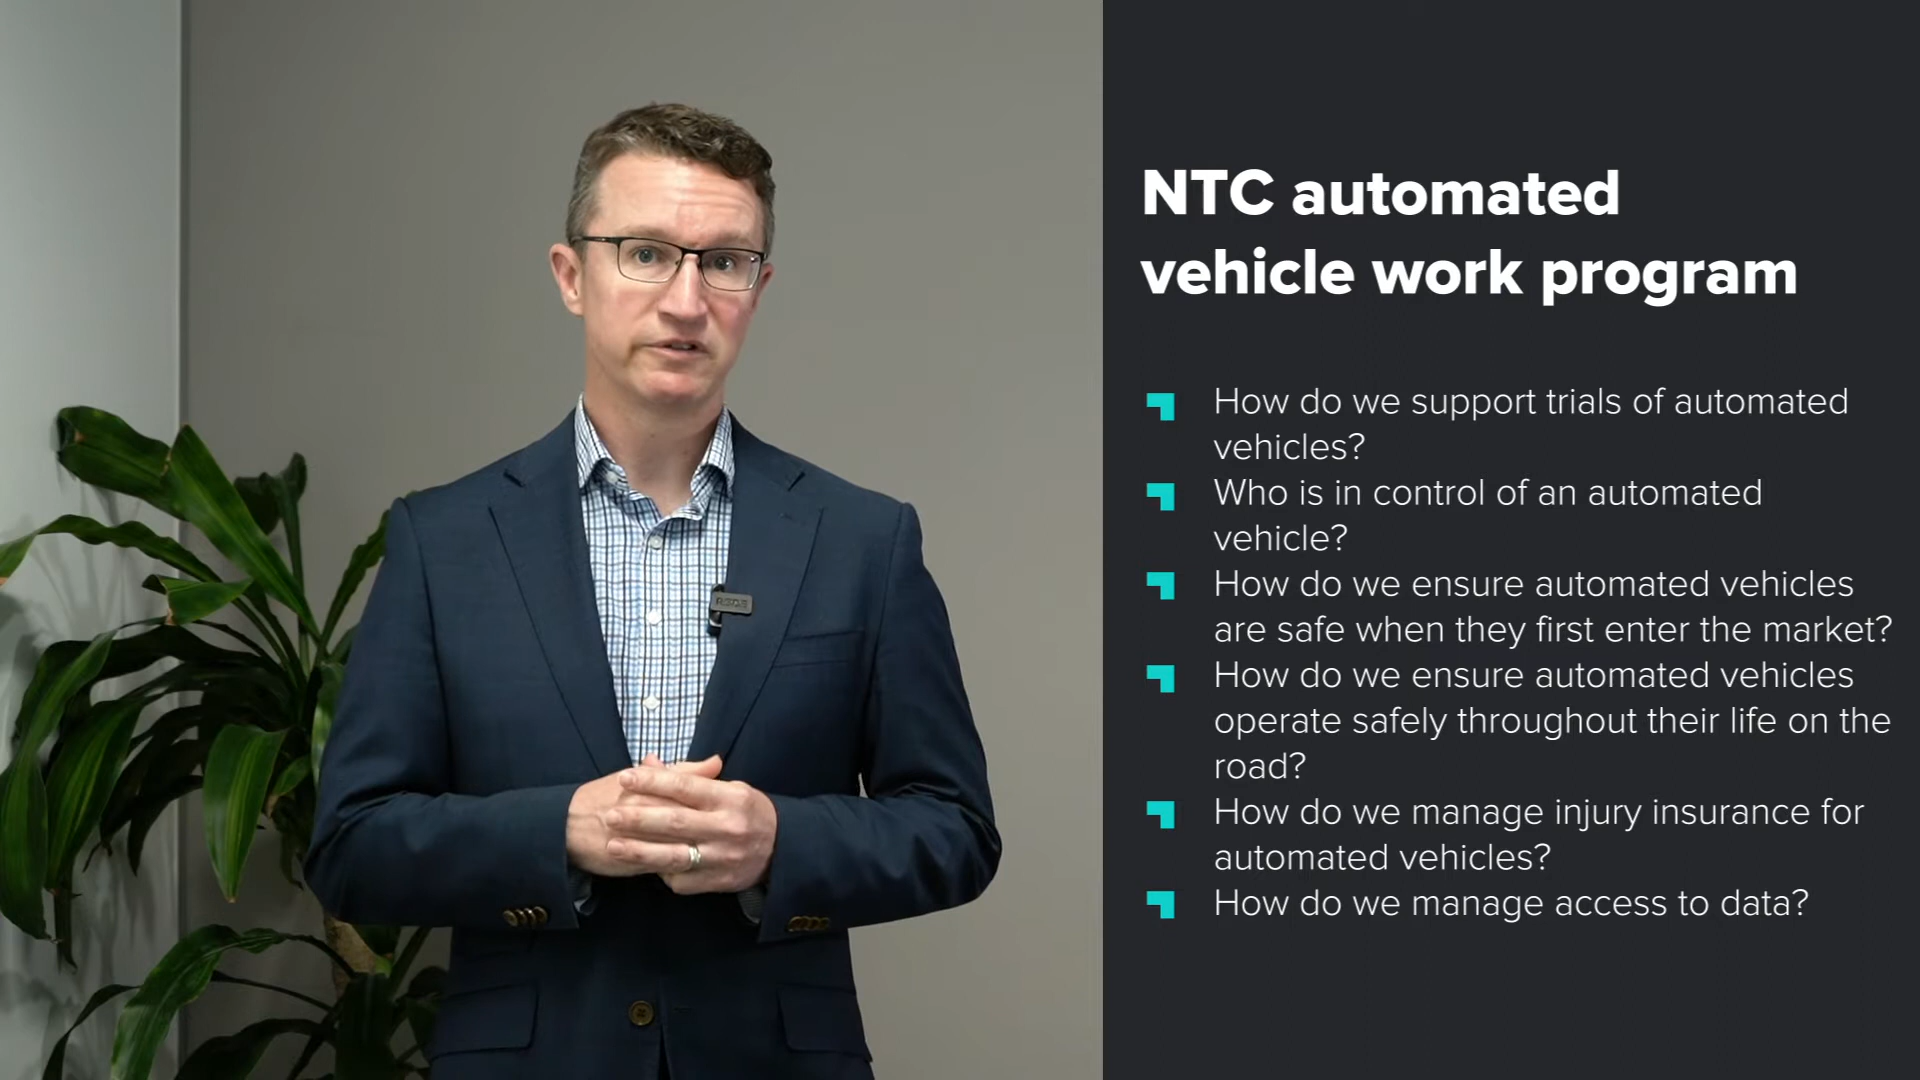 NTC automated
vehicle work program
How do we support trials of automated
vehicles?
Who is in control of an automated
vehicle?
How do we ensure automated vehicles
are safe when they first enter the market?
How do we ensure automated vehicles
operate safely throughout their life on the
road?
How do we manage injury insurance for
automated vehicles?
How do we manage access to data?